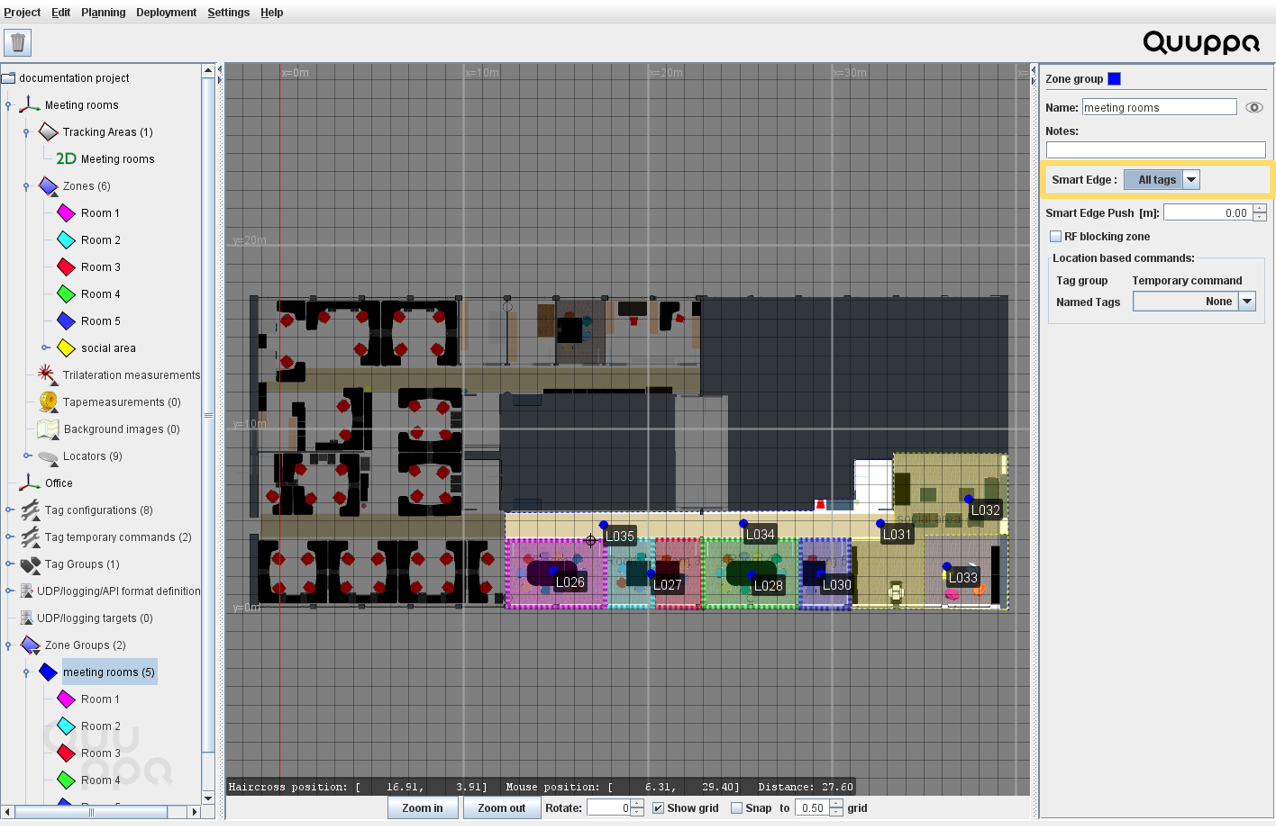 Project Edit Planning Deployment Settings Help
Quuppa
documentation project
Meeting rooms
Tracking Areas (1)
2D Meeting rooms
Zones (6)
Room 1
Room 2
Room 3
Room 4
Room 5
social area
Trilateration measurements
Tapemeasurements (0)
Background images (0)
Locators (9)
Office
Tag configurations (8)
Tag temporary commands (2)
Tag Groups (1)
UDP/logging/API format definition
UDP/logging targets (0)
Zone Groups (2)
meeting rooms (5)
Room 1
Room 2
Room 3
Room 4
Quuppa
x=0m x=10m x=20m x=30m
y=20m
y=10m
y=0m
L032
L035 L034 L031
L026 L027 L028 L030 L033
Haircross position: [ 16.91, 3.91] Mouse position: [ 6.31, 29.40] Distance: 27.60
Zoom in Zoom out Rotate: 0 Show grid Snap to 0.50 grid
Zone group
Name: meeting rooms
Notes:
Smart Edge : All tags
Smart Edge Push [m]: 0.00
RF blocking zone
Location based commands:
Tag group Temporary command
Named Tags None